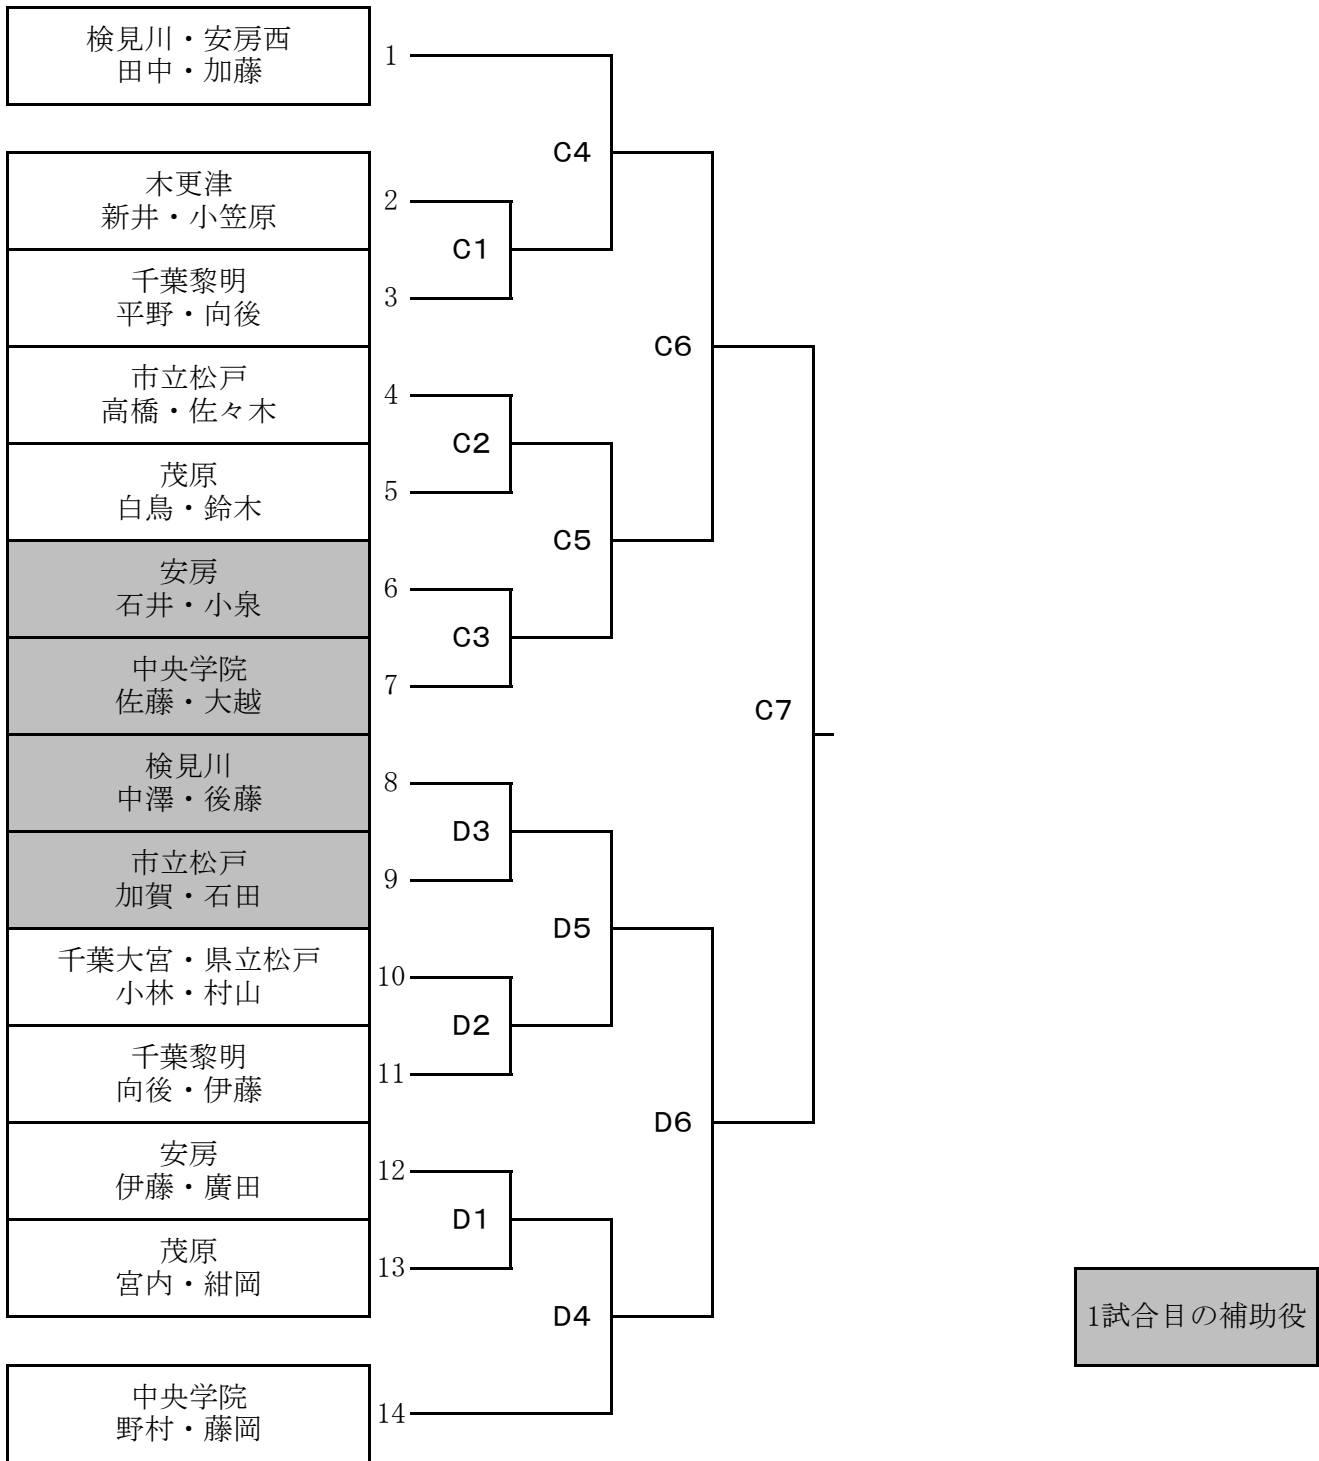 検見川・安房西
田中・加藤
1
C4
木更津
新井・小笠原
2
C1
千葉黎明
平野・向後
3
C6
市立松戸
高橋・佐々木
4
C2
茂原
白鳥・鈴木
5
C5
安房
石井・小泉
6
C3
中央学院
佐藤・大越
7
C7
検見川
中澤・後藤
8
D3
市立松戸
加賀・石田
9
D5
千葉大宮・県立松戸
小林・村山
10
D2
千葉黎明
向後・伊藤
11
D6
安房
伊藤・廣田
12
D1
茂原
宮内・紺岡
13
D4
1試合目の補助役
中央学院
野村・藤岡
14